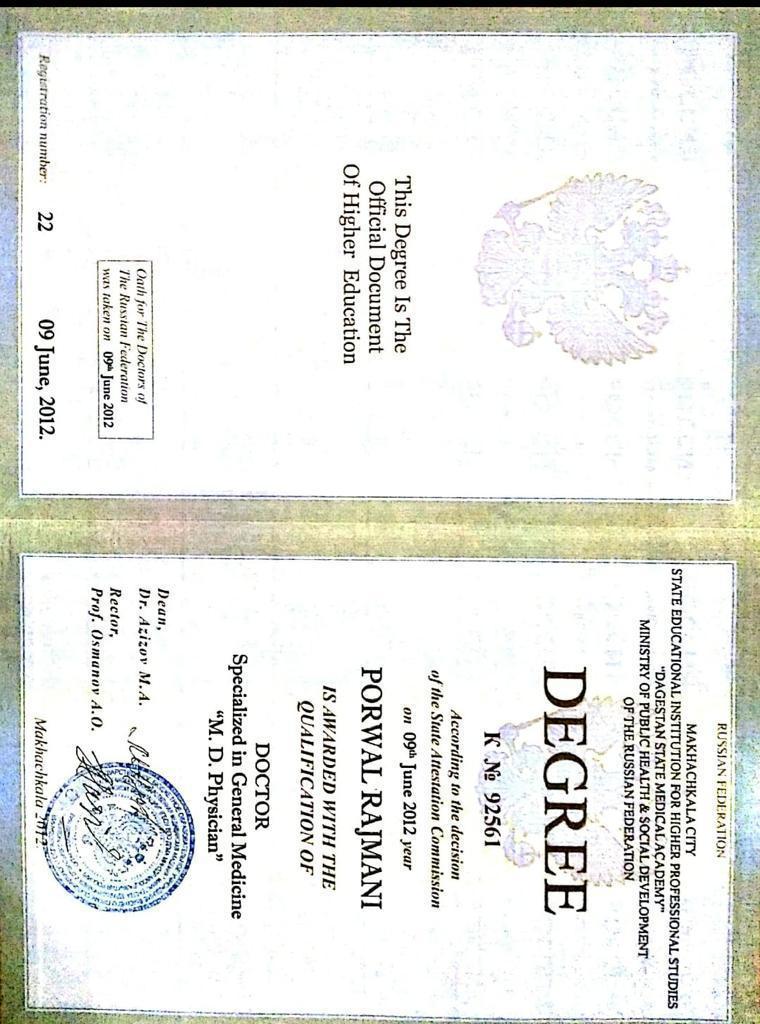 This Degree Is The
Official Document
Of Higher Education
Oath for The Doctors of
The Russian Federation
was taken on 09th June 2012
Registration number: 22 09 June, 2012.
RUSSIAN FEDERATION
MAKHACHKALA CITY
STATE EDUCATIONAL INSTITUTION FOR HIGHER PROFESSIONAL STUDIES
"DAGESTAN STATE MEDICAL ACADEMY"
MINISTRY OF PUBLIC HEALTH & SOCIAL DEVELOPMENT
OF THE RUSSIAN FEDERATION
DEGREE
K № 92561
According to the decision
of the State Attestation Commission
on 09th June 2012 year
PORWAL RAJMANI
IS AWARDED WITH THE
QUALIFICATION OF
DOCTOR
Specialized in General Medicine
"M. D. Physician"
Dean,
Dr. Azizov M.A.
Rector,
Prof. Osmanov A.O.
Makhachkala 2012